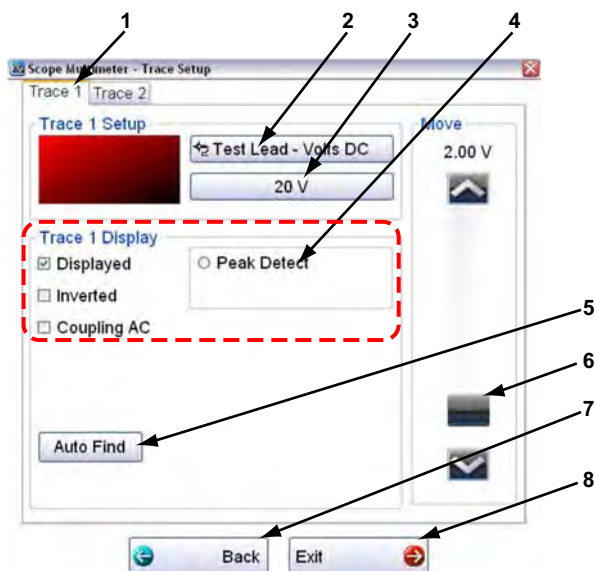 1 2 3 4
Scope Multimeter - Trace Setup
Trace 1 Trace 2
Trace 1 Setup
Test Lead - Volts DC
20 V
Move
2.00 V
Trace 1 Display
Displayed
Peak Detect
Inverted
Coupling AC
5
6
7
Auto Find
8
Back Exit